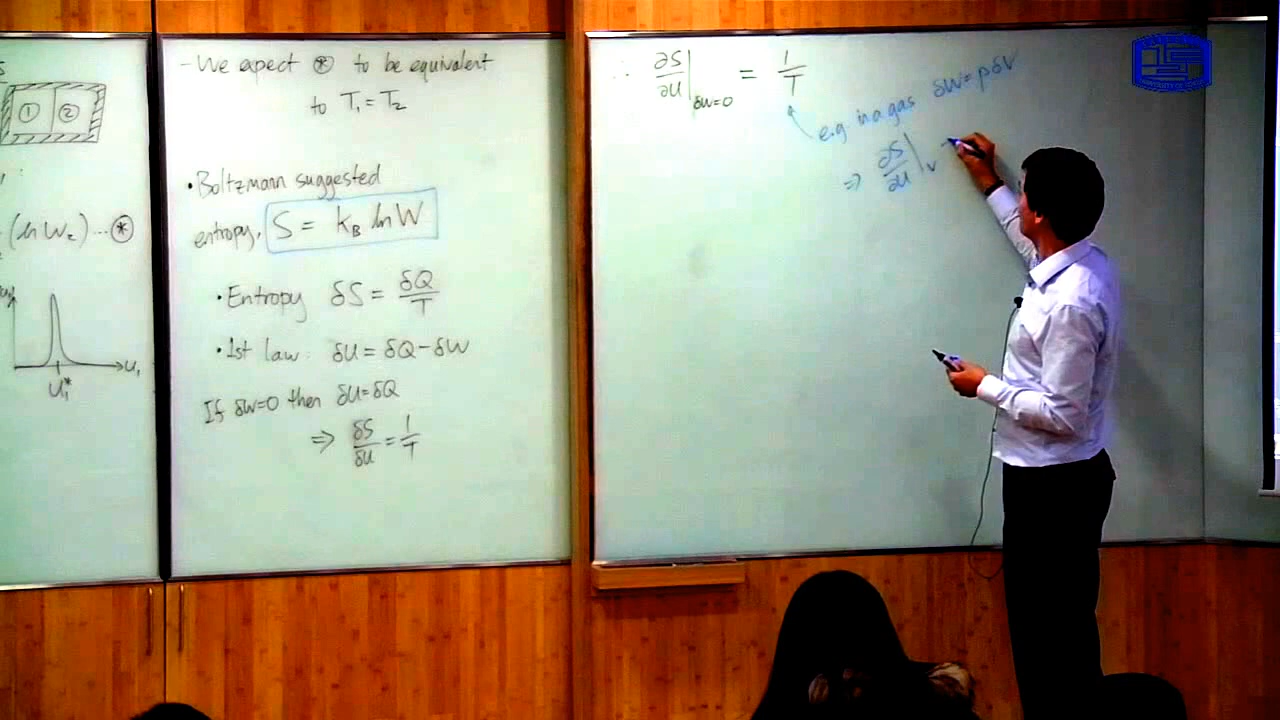 ① ②
(ln W₂) ... ⊛
U₁
U₁*
- We expect ⊛ to be equivalent
to T₁ = T₂
• Boltzmann suggested
entropy, S = k_B ln W
• Entropy δS = δQ/T
• 1st law: δU = δQ - δW
If δW=0 then δU=δQ
⇒ δS/δU = 1/T
∴ ∂S/∂U|_δW=0 = 1/T
e.g. in a gas δW = pδV
⇒ ∂S/∂U|_V